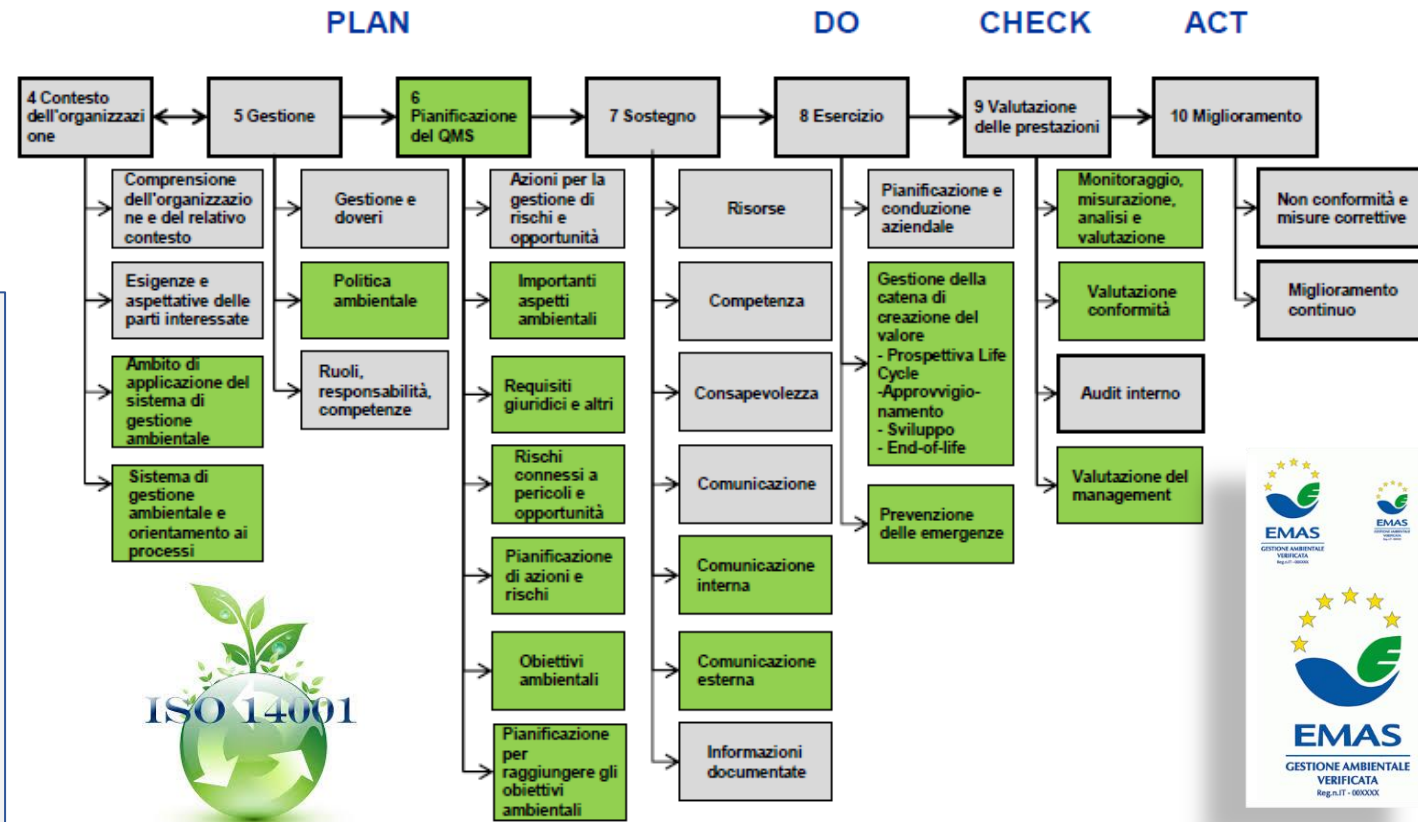 PLAN
DO
CHECK
ACT
4 Contesto
dell'organizzazi
one
5 Gestione
6
Pianificazione
del QMS
7 Sostegno
8 Esercizio
9 Valutazione
delle prestazioni
10 Miglioramento
Comprensione
dell'organizzazio
ne e del relativo
contesto
Esigenze e
aspettative delle
parti interessate
Ambito di
applicazione del
sistema di
gestione
ambientale
Sistema di
gestione
ambientale e
orientamento ai
processi
Gestione e
doveri
Politica
ambientale
Ruoli,
responsabilità,
competenze
Azioni per la
gestione di
rischi e
opportunità
Importanti
aspetti
ambientali
Requisiti
giuridici e altri
Rischi
connessi a
pericoli e
opportunità
Pianificazione
di azioni e
rischi
Obiettivi
ambientali
Pianificazione
per
raggiungere gli
obiettivi
ambientali
Risorse
Competenza
Consapevolezza
Comunicazione
Comunicazione
interna
Comunicazione
esterna
Informazioni
documentate
Pianificazione e
conduzione
aziendale
Gestione della
catena di
creazione del
valore
- Prospettiva Life
Cycle
-Approvvigio-
namento
- Sviluppo
- End-of-life
Prevenzione
delle emergenze
Monitoraggio,
misurazione,
analisi e
valutazione
Valutazione
conformità
Audit interno
Valutazione del
management
Non conformità e
misure correttive
Miglioramento
continuo
ISO 14001
EMAS
GESTIONE AMBIENTALE
VERIFICATA
Reg.n.IT - 00XXXX
EMAS
EMAS
GESTIONE AMBIENTALE
VERIFICATA
Reg.n.IT - 00XXXX